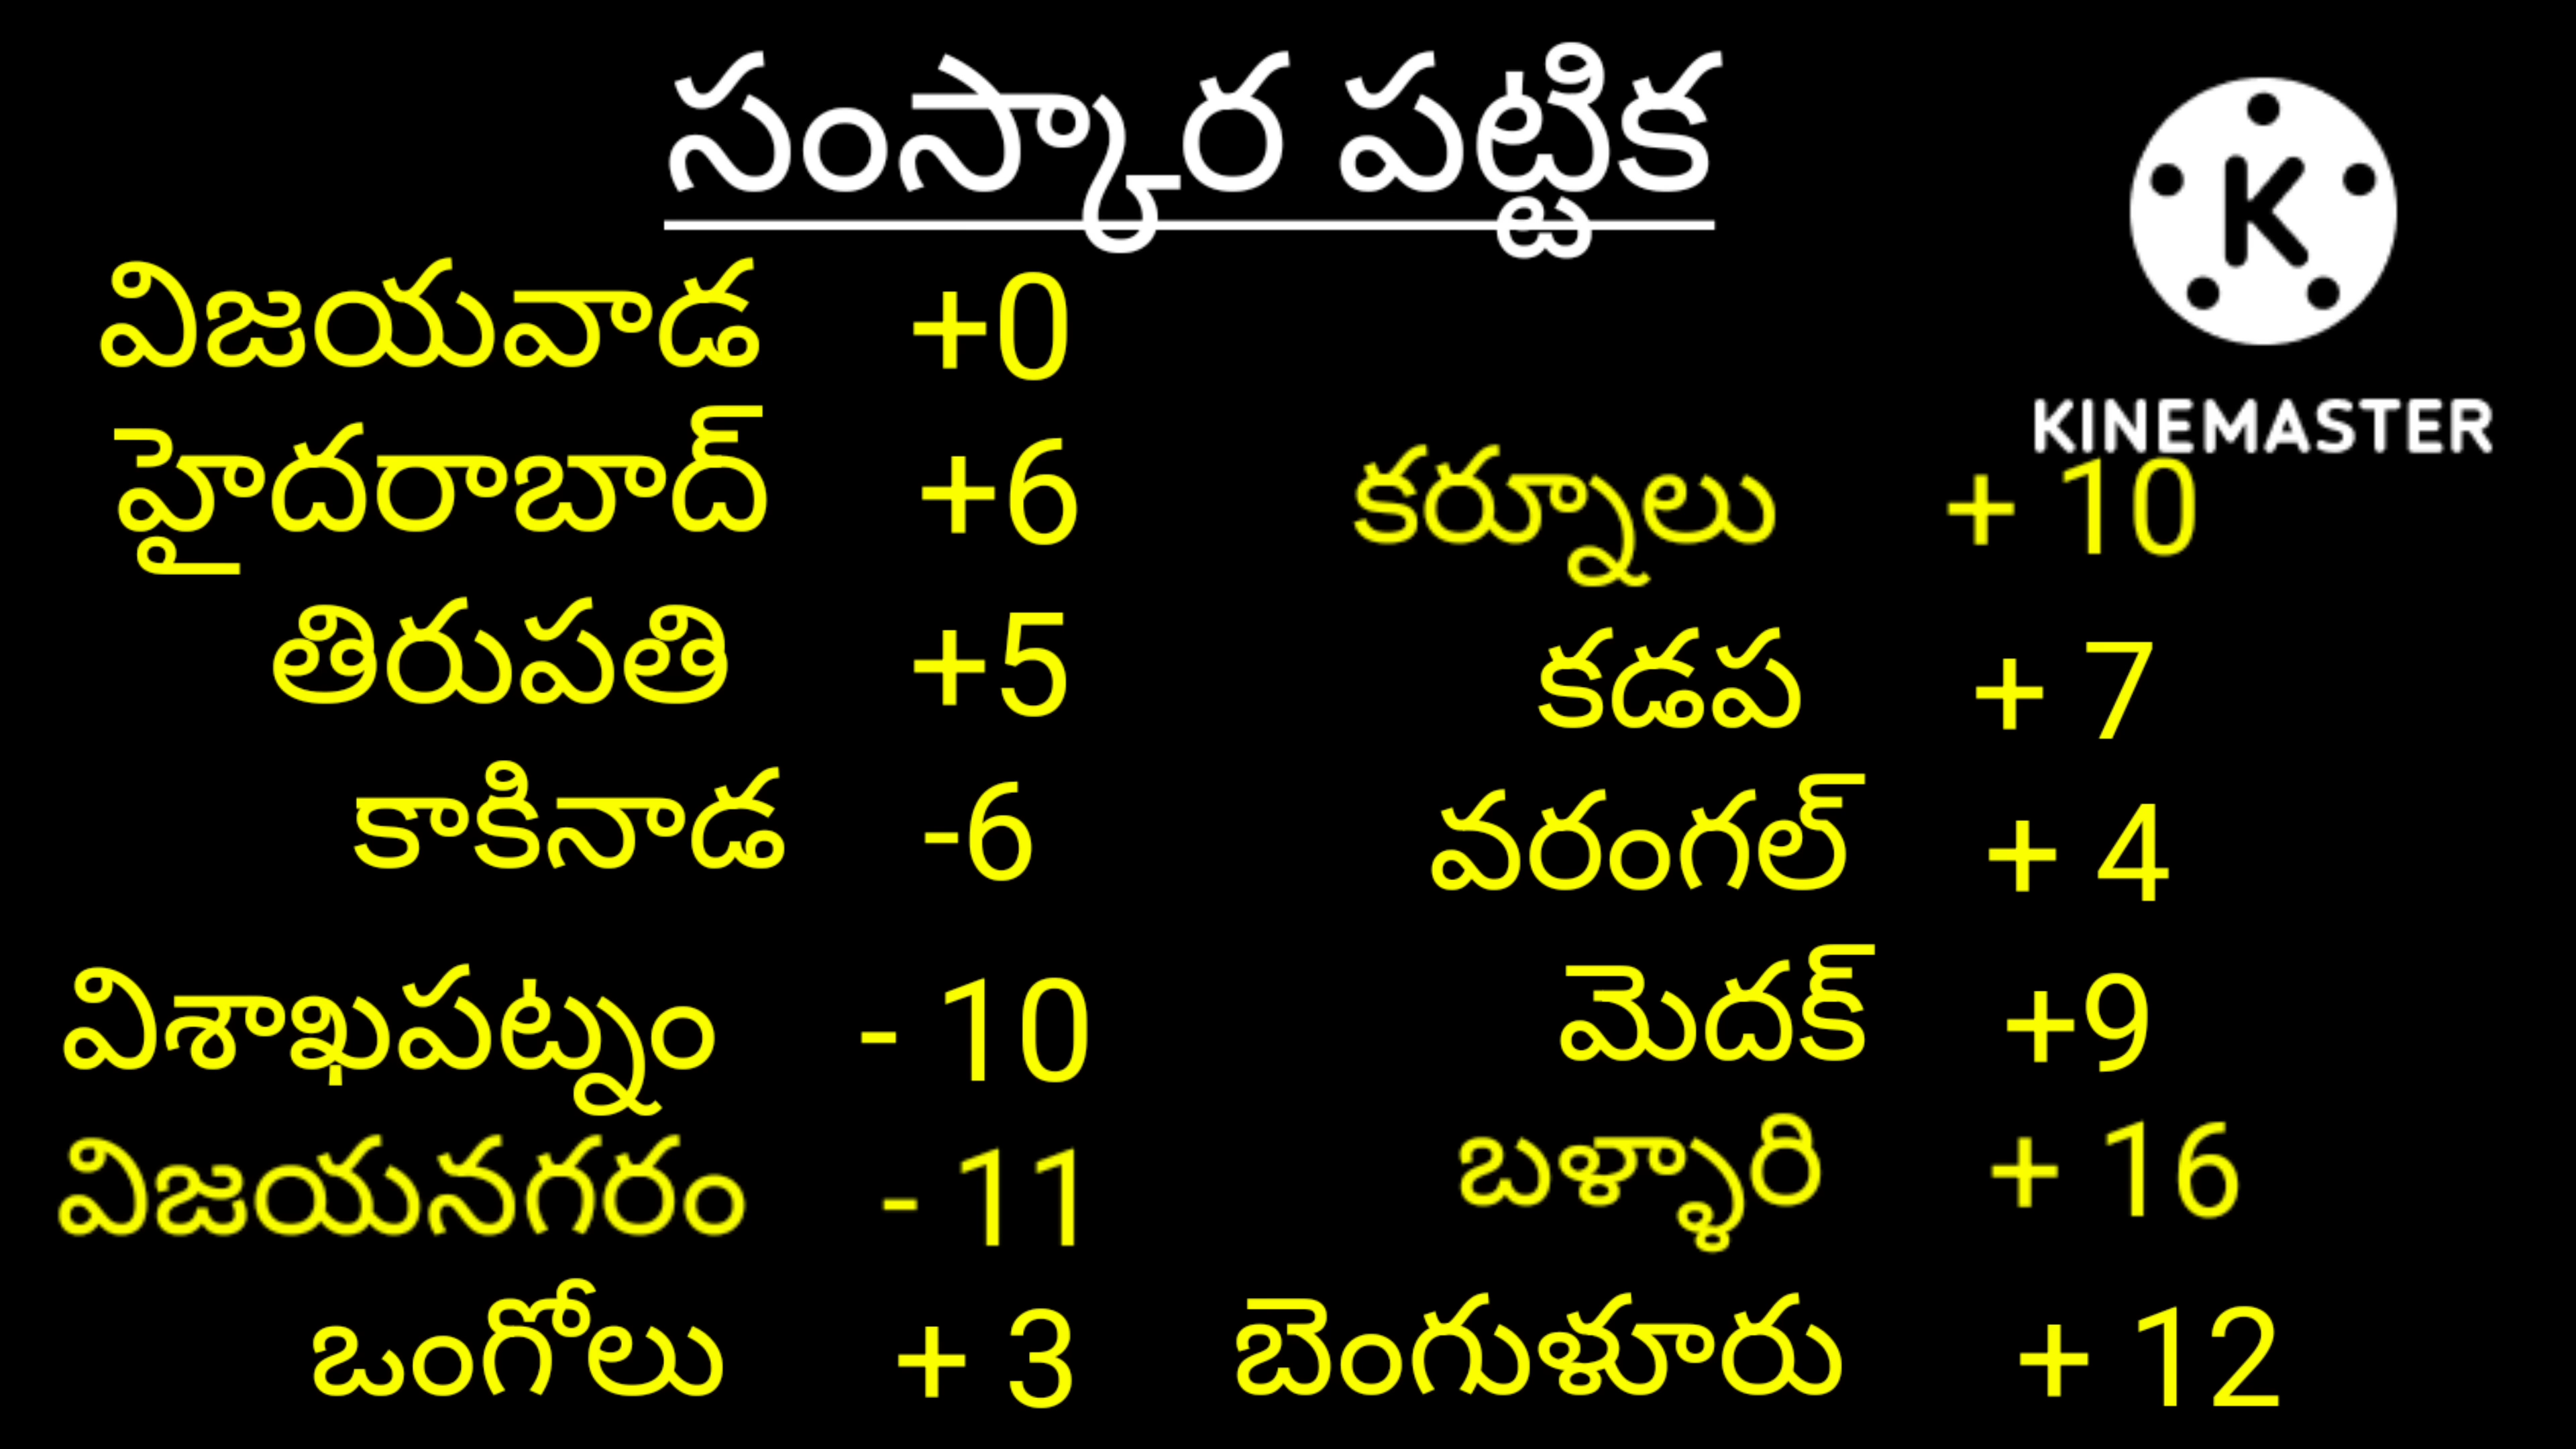 సంస్కార పట్టిక
విజయవాడ +0
హైదరాబాద్ +6
తిరుపతి +5
కాకినాడ -6
విశాఖపట్నం - 10
విజయనగరం - 11
ఒంగోలు + 3
KINEMASTER
కర్నూలు + 10
కడప + 7
వరంగల్ + 4
మెదక్ +9
బళ్ళారి + 16
బెంగుళూరు + 12